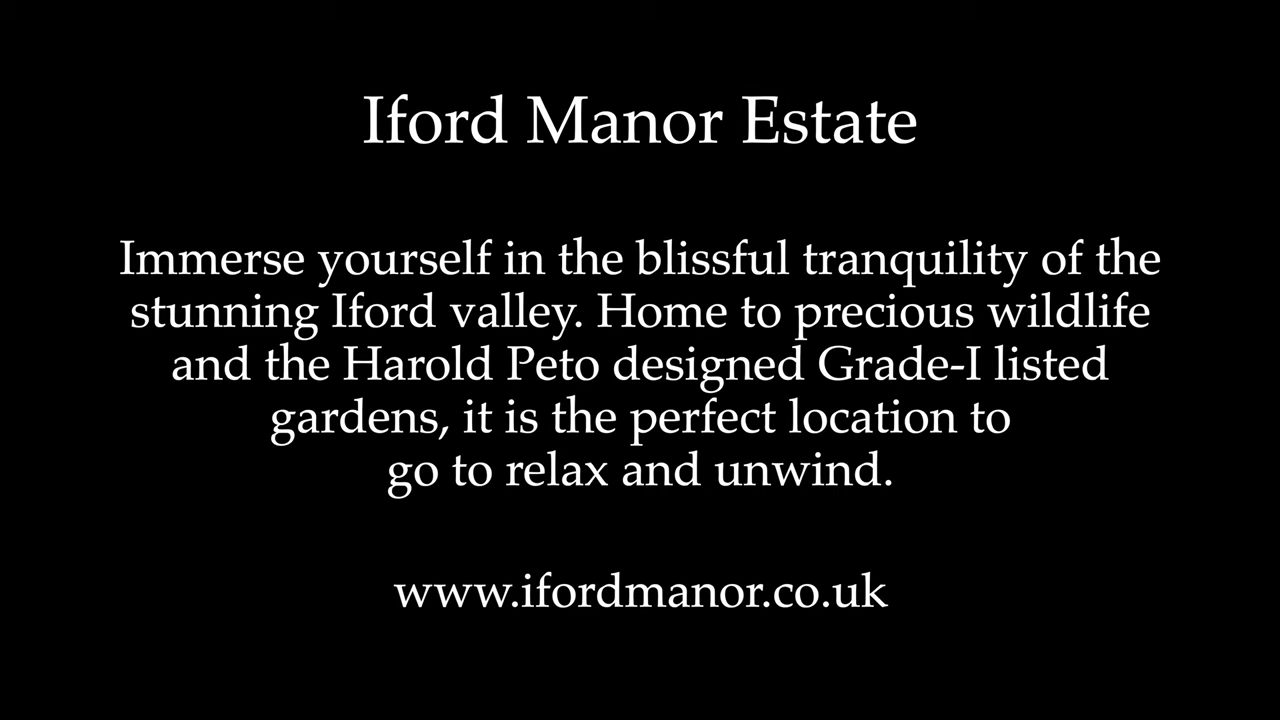 Iford Manor Estate
Immerse yourself in the blissful tranquility of the
stunning Iford valley. Home to precious wildlife
and the Harold Peto designed Grade-I listed
gardens, it is the perfect location to
go to relax and unwind.
www.ifordmanor.co.uk